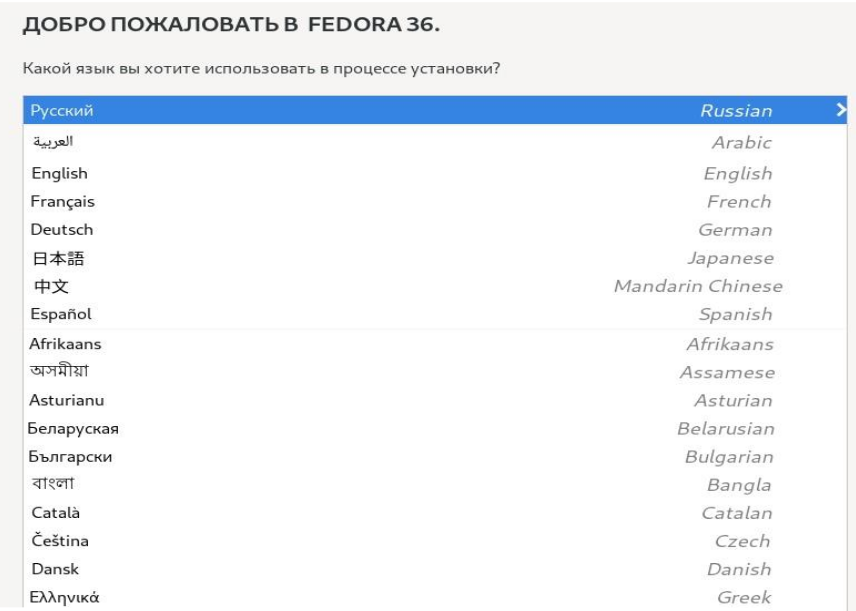 ДОБРО ПОЖАЛОВАТЬ В FEDORA 36.
Какой язык вы хотите использовать в процессе установки?
Русский Russian
العربية Arabic
English English
Français French
Deutsch German
日本語 Japanese
中文 Mandarin Chinese
Español Spanish
Afrikaans Afrikaans
অসমীয়া Assamese
Asturianu Asturian
Беларуская Belarusian
Български Bulgarian
বাংলা Bangla
Català Catalan
Čeština Czech
Dansk Danish
Ελληνικά Greek